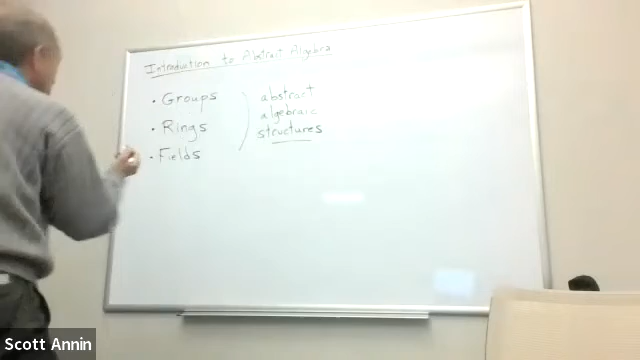 Introduction to Abstract Algebra
• Groups
• Rings
• Fields
abstract
algebraic
structures
Scott Annin